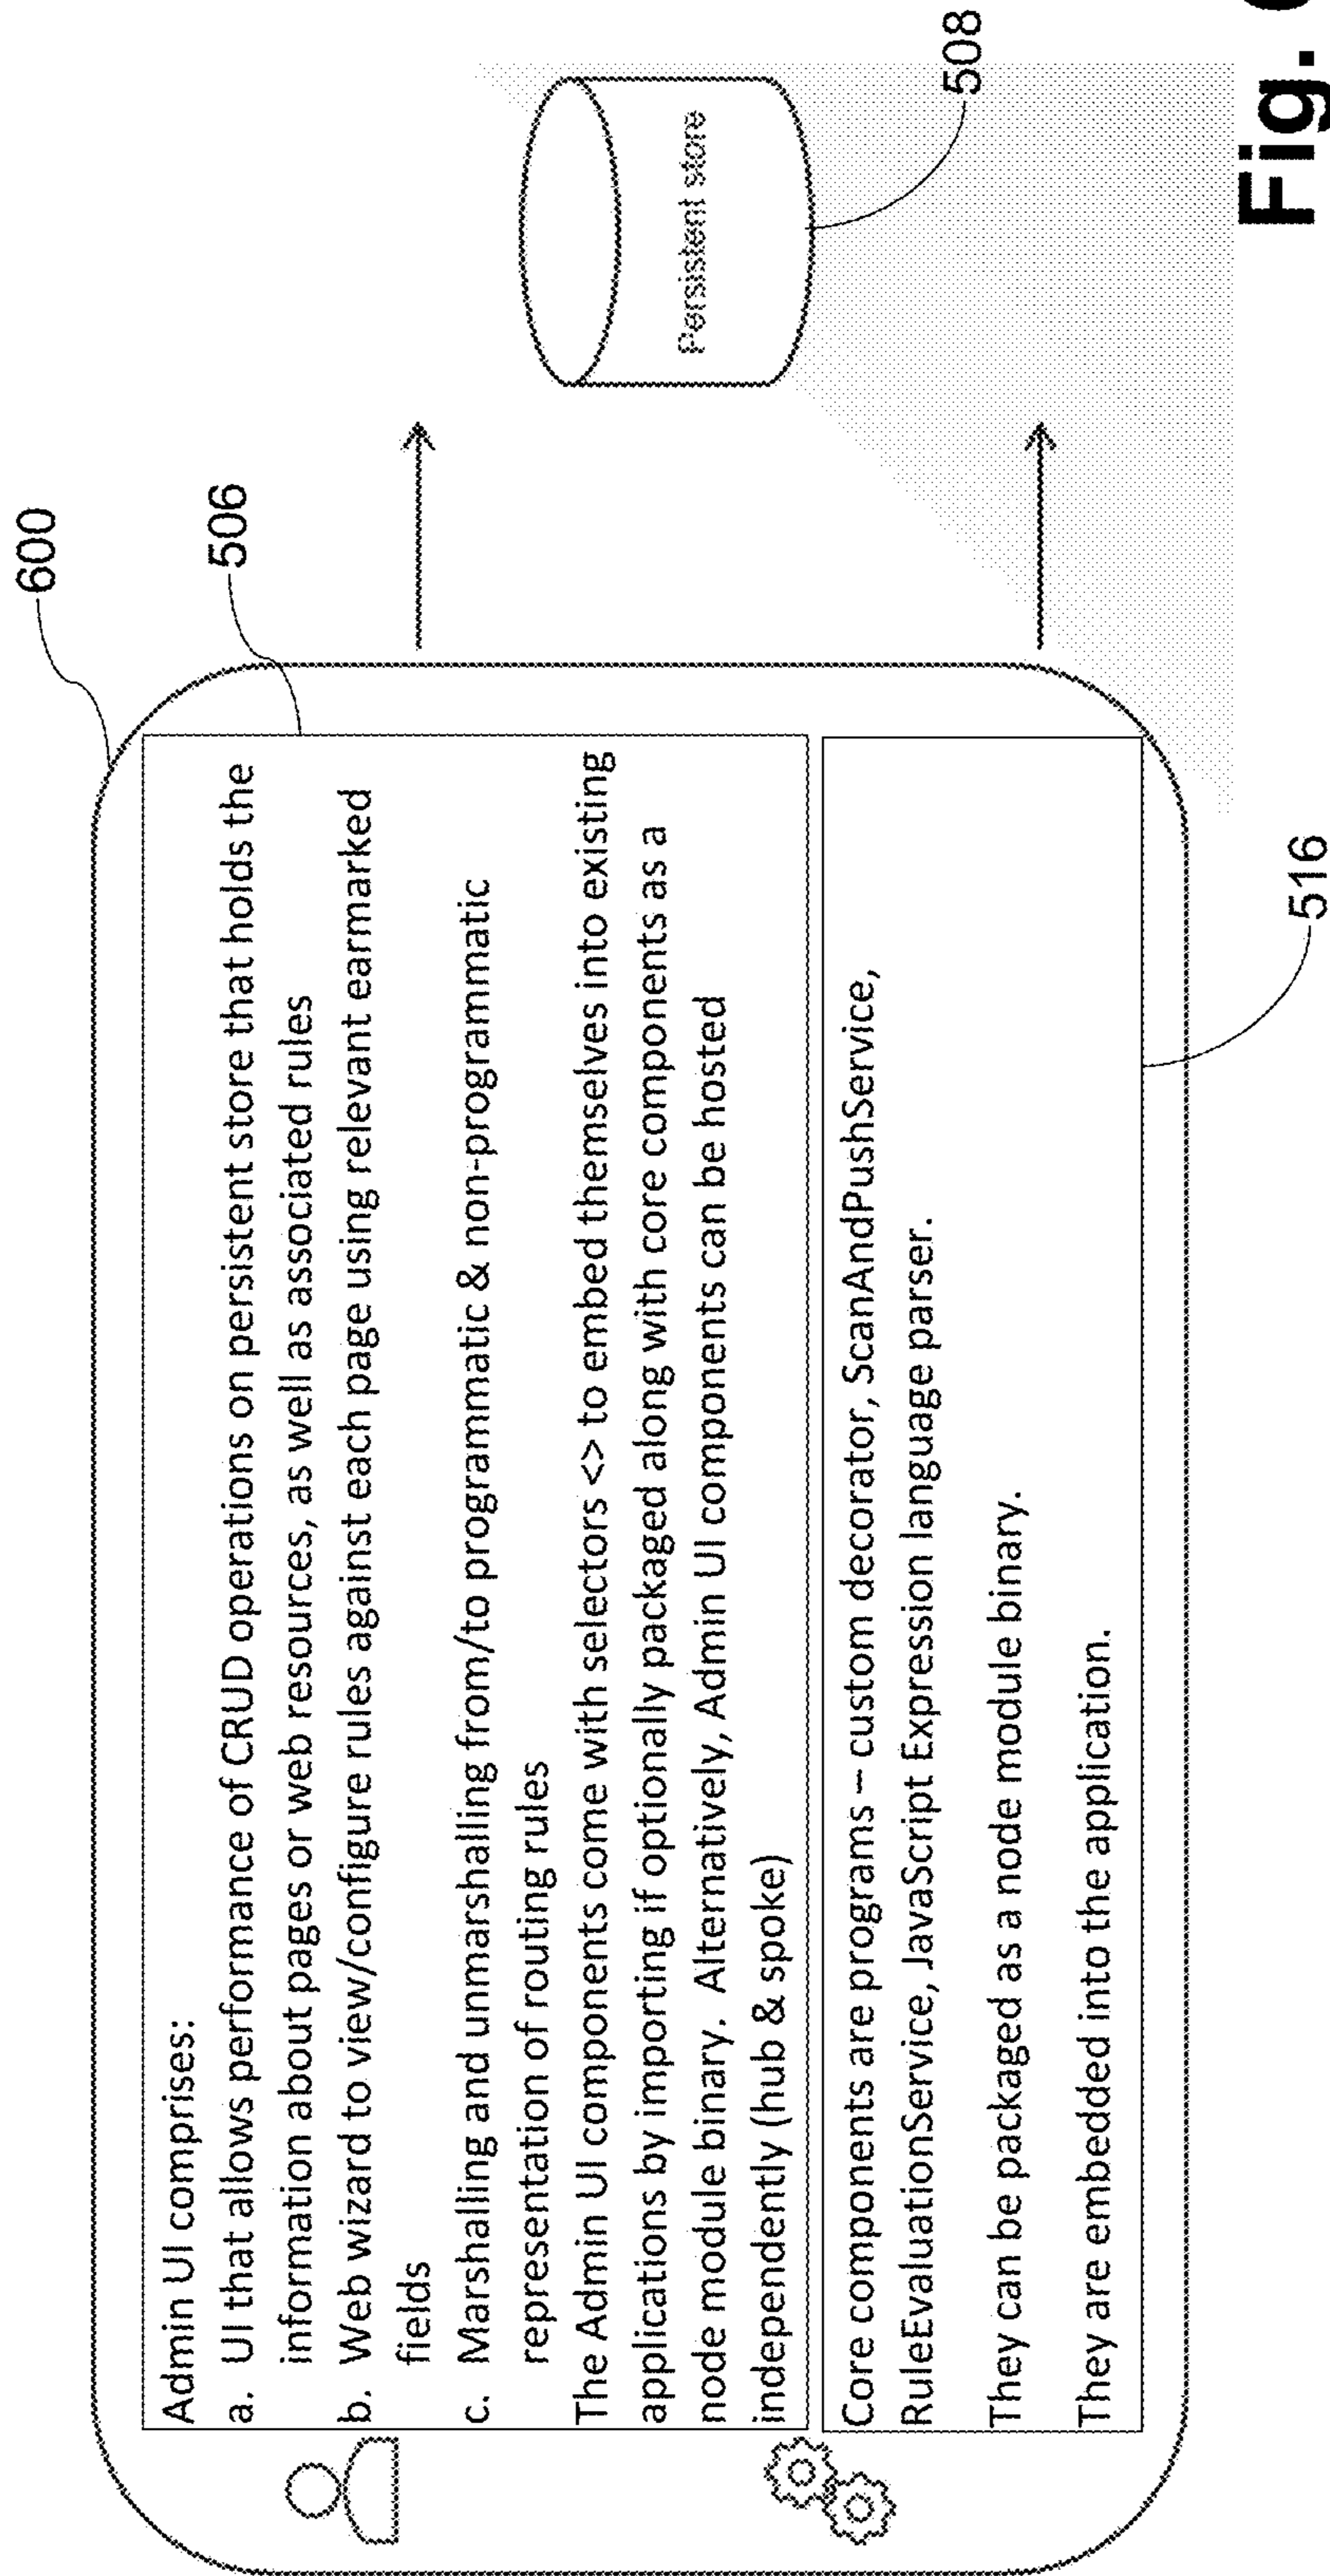 600
506
Admin UI comprises:
a. UI that allows performance of CRUD operations on persistent store that holds the
information about pages or web resources, as well as associated rules
b. Web wizard to view/configure rules against each page using relevant earmarked
fields
c. Marshalling and unmarshalling from/to programmatic & non-programmatic
representation of routing rules
The Admin UI components come with selectors <> to embed themselves into existing
applications by importing if optionally packaged along with core components as a
node module binary. Alternatively, Admin UI components can be hosted
independently (hub & spoke)
Core components are programs – custom decorator, ScanAndPushService,
RuleEvaluationService, JavaScript Expression language parser.
They can be packaged as a node module binary.
They are embedded into the application.
516
Persistent store
508
Fig.